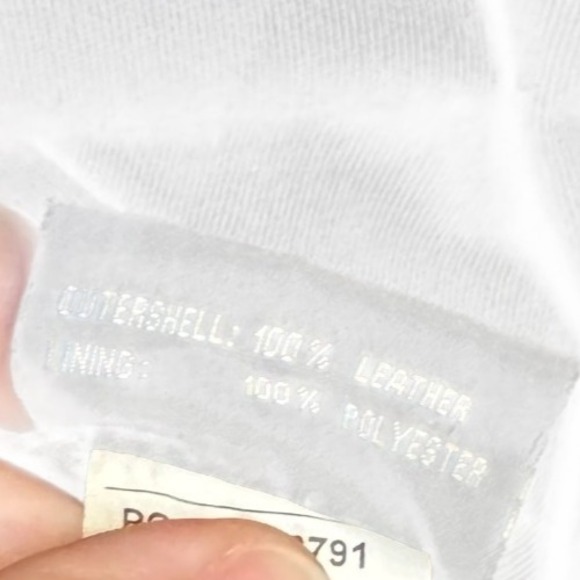 OUTERSHELL: 100% LEATHER
LINING: 100% POLYESTER
791